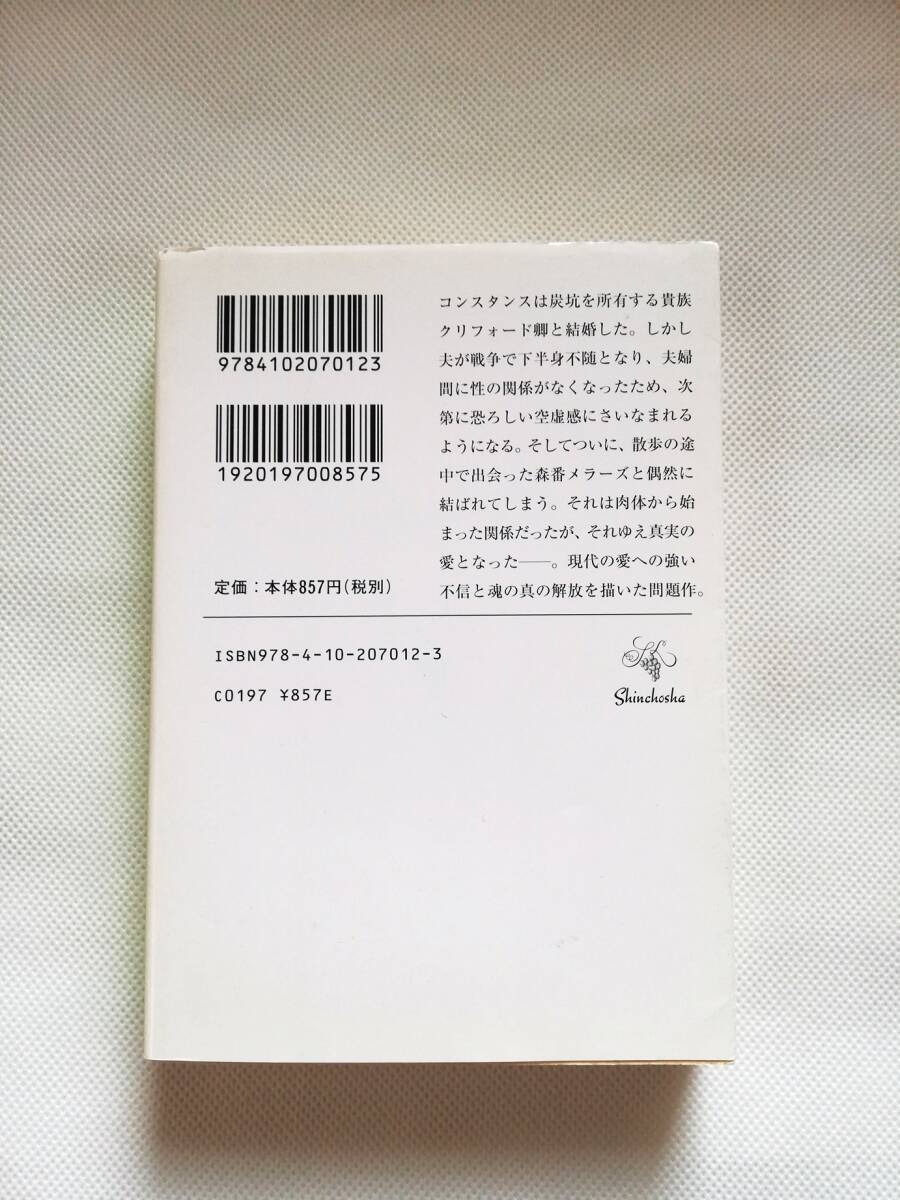 9784102070123
1920197008575
定価：本体857円(税別)
コンスタンスは炭坑を所有する貴族
クリフォード卿と結婚した。しかし
夫が戦争で下半身不随となり、夫婦
間に性の関係がなくなったため、次
第に恐ろしい空虚感にさいなまれる
ようになる。そしてついに、散歩の途
中で出会った森番メラーズと偶然に
結ばれてしまう。それは肉体から始
まった関係だったが、それゆえ真実の
愛となった――。現代の愛への強い
不信と魂の真の解放を描いた問題作。
ISBN978-4-10-207012-3
C0197 ¥857E
Shinchosha